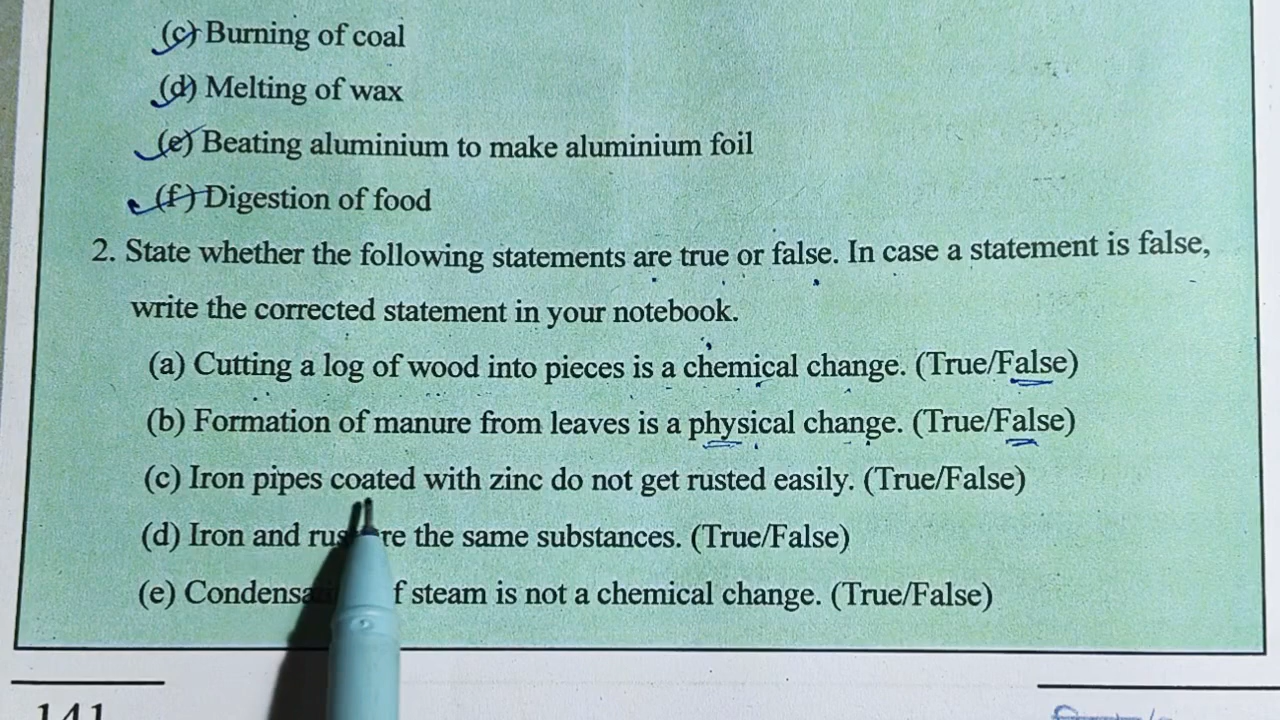 (c) Burning of coal
(d) Melting of wax
(e) Beating aluminium to make aluminium foil
(f) Digestion of food
2. State whether the following statements are true or false. In case a statement is false,
write the corrected statement in your notebook.
(a) Cutting a log of wood into pieces is a chemical change. (True/False)
(b) Formation of manure from leaves is a physical change. (True/False)
(c) Iron pipes coated with zinc do not get rusted easily. (True/False)
(d) Iron and the same substances. (True/False)
(e) steam is not a chemical change. (True/False)
141